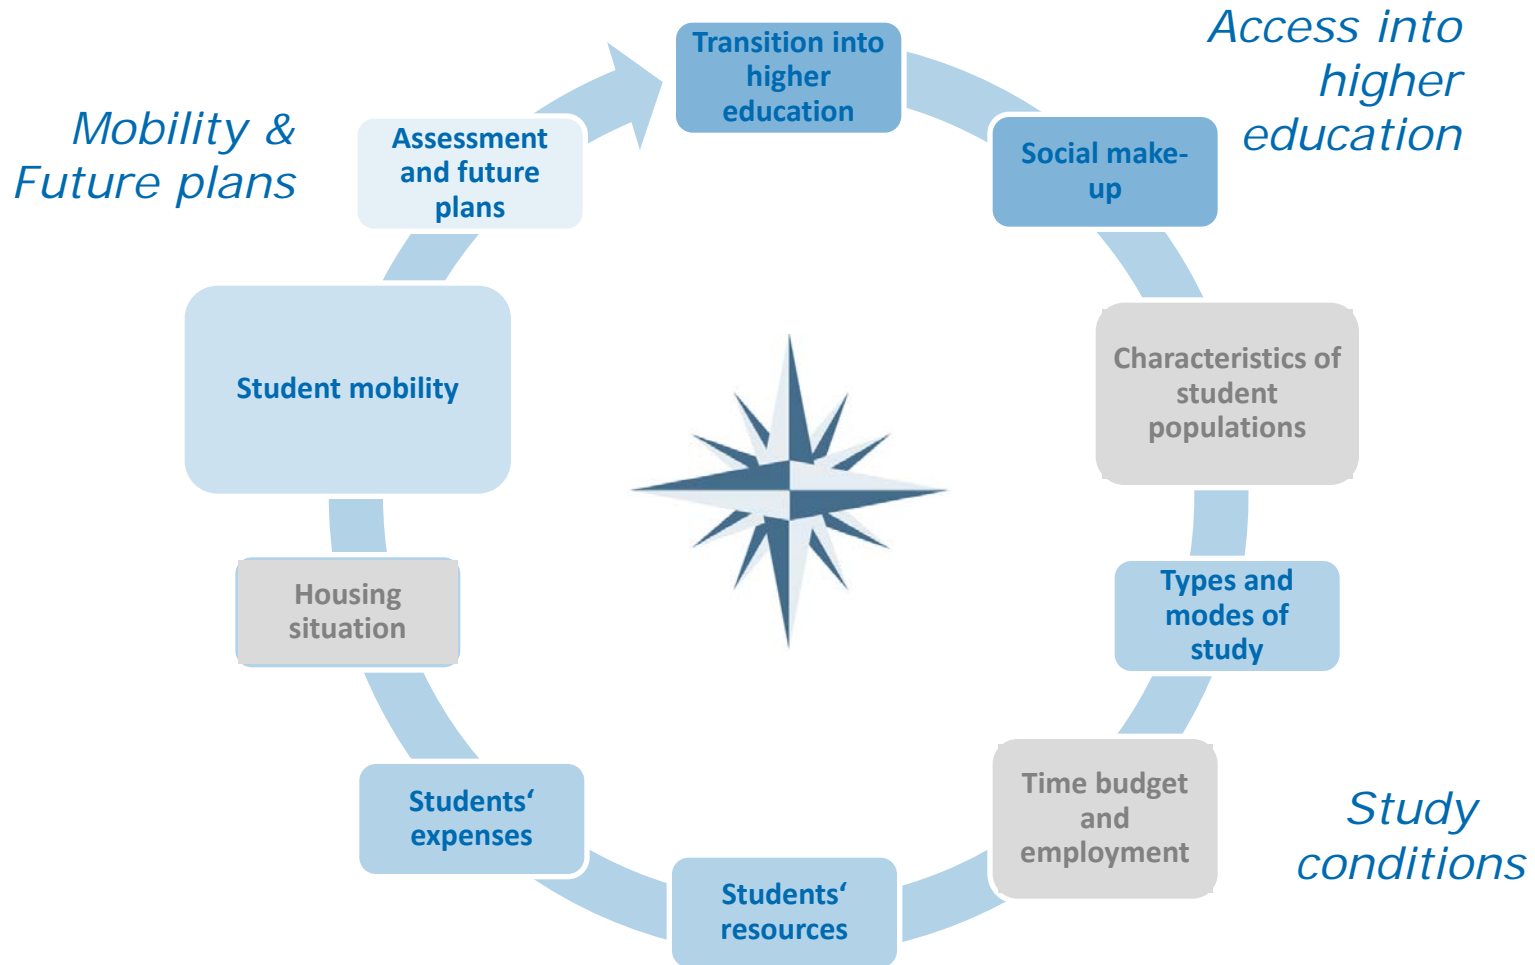 Transition into
higher
education
Access into
higher
education
Social make-
up
Characteristics of
student
populations
Types and
modes of
study
Time budget
and
employment
Study
conditions
Students‘
resources
Students‘
expenses
Housing
situation
Student mobility
Assessment
and future
plans
Mobility &
Future plans